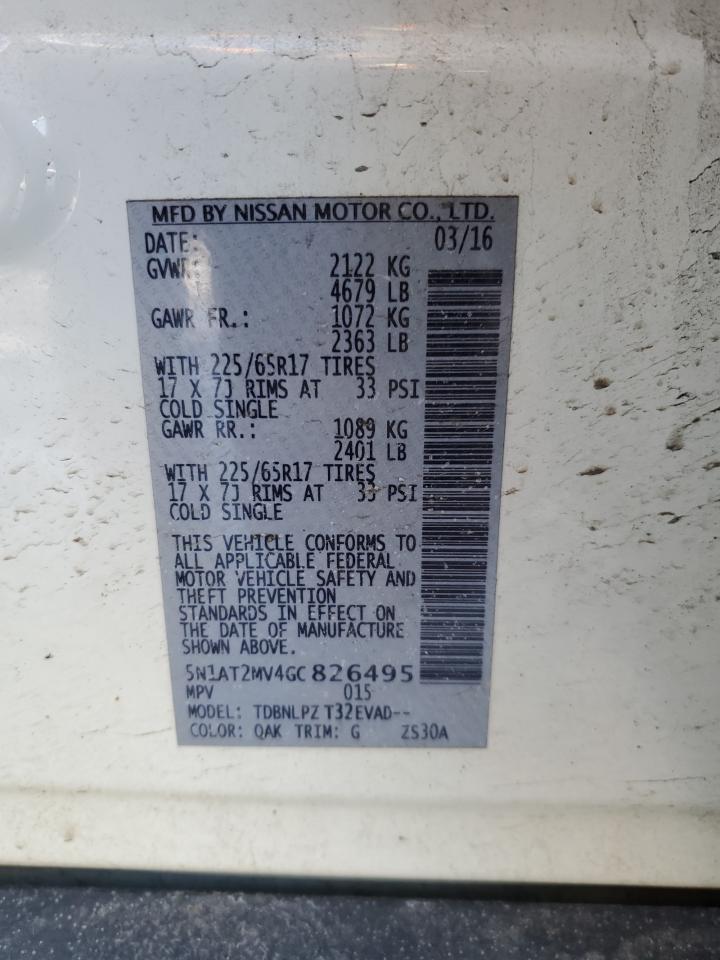 MFD BY NISSAN MOTOR CO., LTD.
DATE: 03/16
GVWR: 2122 KG
4679 LB
GAWR FR.: 1072 KG
2363 LB
WITH 225/65R17 TIRES
17 X 7J RIMS AT 33 PSI
COLD SINGLE
GAWR RR.: 1089 KG
2401 LB
WITH 225/65R17 TIRES
17 X 7J RIMS AT 33 PSI
COLD SINGLE
THIS VEHICLE CONFORMS TO
ALL APPLICABLE FEDERAL
MOTOR VEHICLE SAFETY AND
THEFT PREVENTION
STANDARDS IN EFFECT ON
THE DATE OF MANUFACTURE
SHOWN ABOVE.
5N1AT2MV4GC826495
MPV 015
MODEL: TDBNLPZ T32EVAD--
COLOR: QAK TRIM: G ZS30A